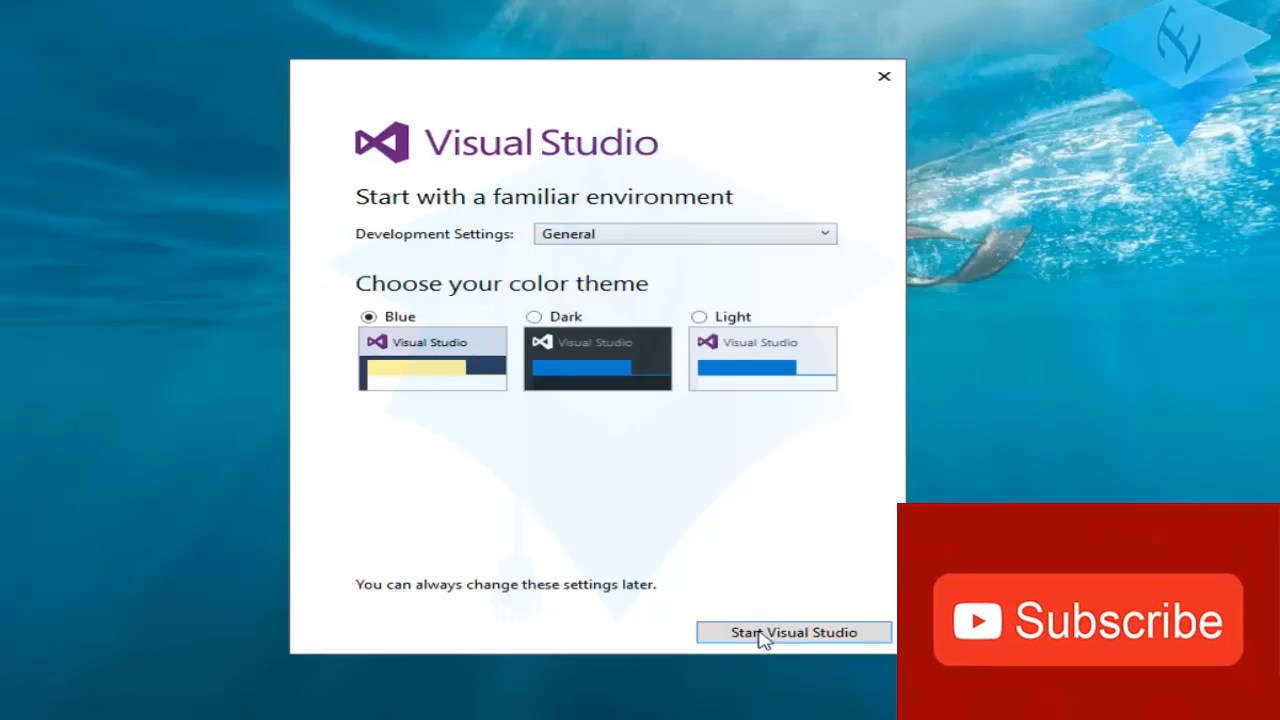 Visual Studio
Start with a familiar environment
Development Settings: General
Choose your color theme
Blue Dark Light
Visual Studio Visual Studio Visual Studio
You can always change these settings later.
Start Visual Studio
Subscribe